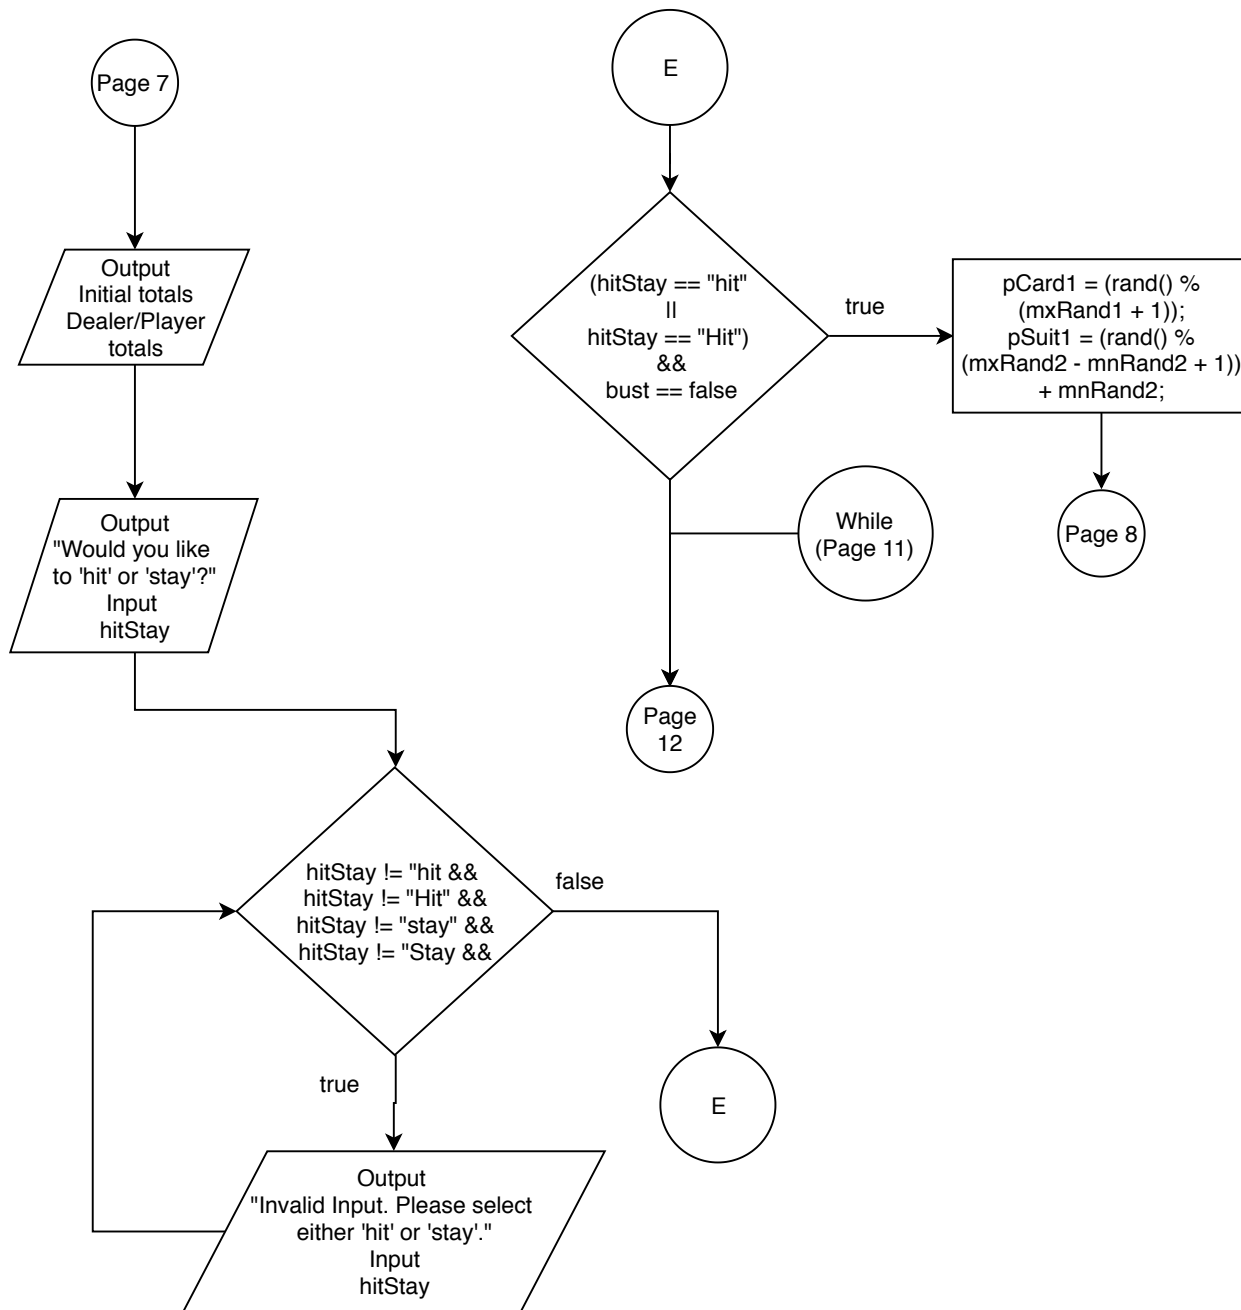 Page 7
Output
Initial totals
Dealer/Player
totals
Output
"Would you like
to 'hit' or 'stay'?"
Input
hitStay
hitStay != "hit &&
hitStay != "Hit" &&
hitStay != "stay" &&
hitStay != "Stay &&
false
true
E
Output
"Invalid Input. Please select
either 'hit' or 'stay'."
Input
hitStay
E
(hitStay == "hit"
||
hitStay == "Hit")
&&
bust == false
true
pCard1 = (rand() %
(mxRand1 + 1));
pSuit1 = (rand() %
(mxRand2 - mnRand2 + 1))
+ mnRand2;
Page 8
While
(Page 11)
Page
12